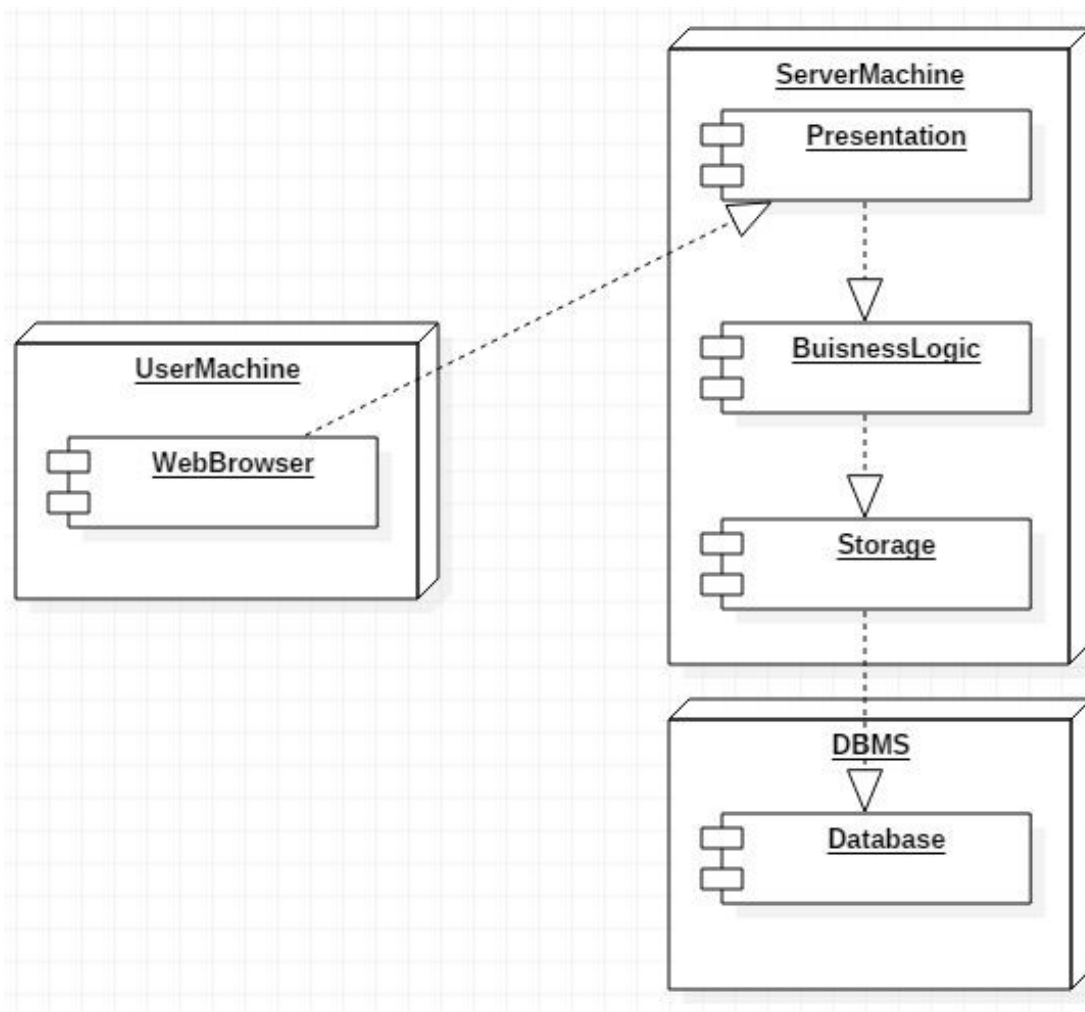 ServerMachine
Presentation
BuisnessLogic
Storage
UserMachine
WebBrowser
DBMS
Database